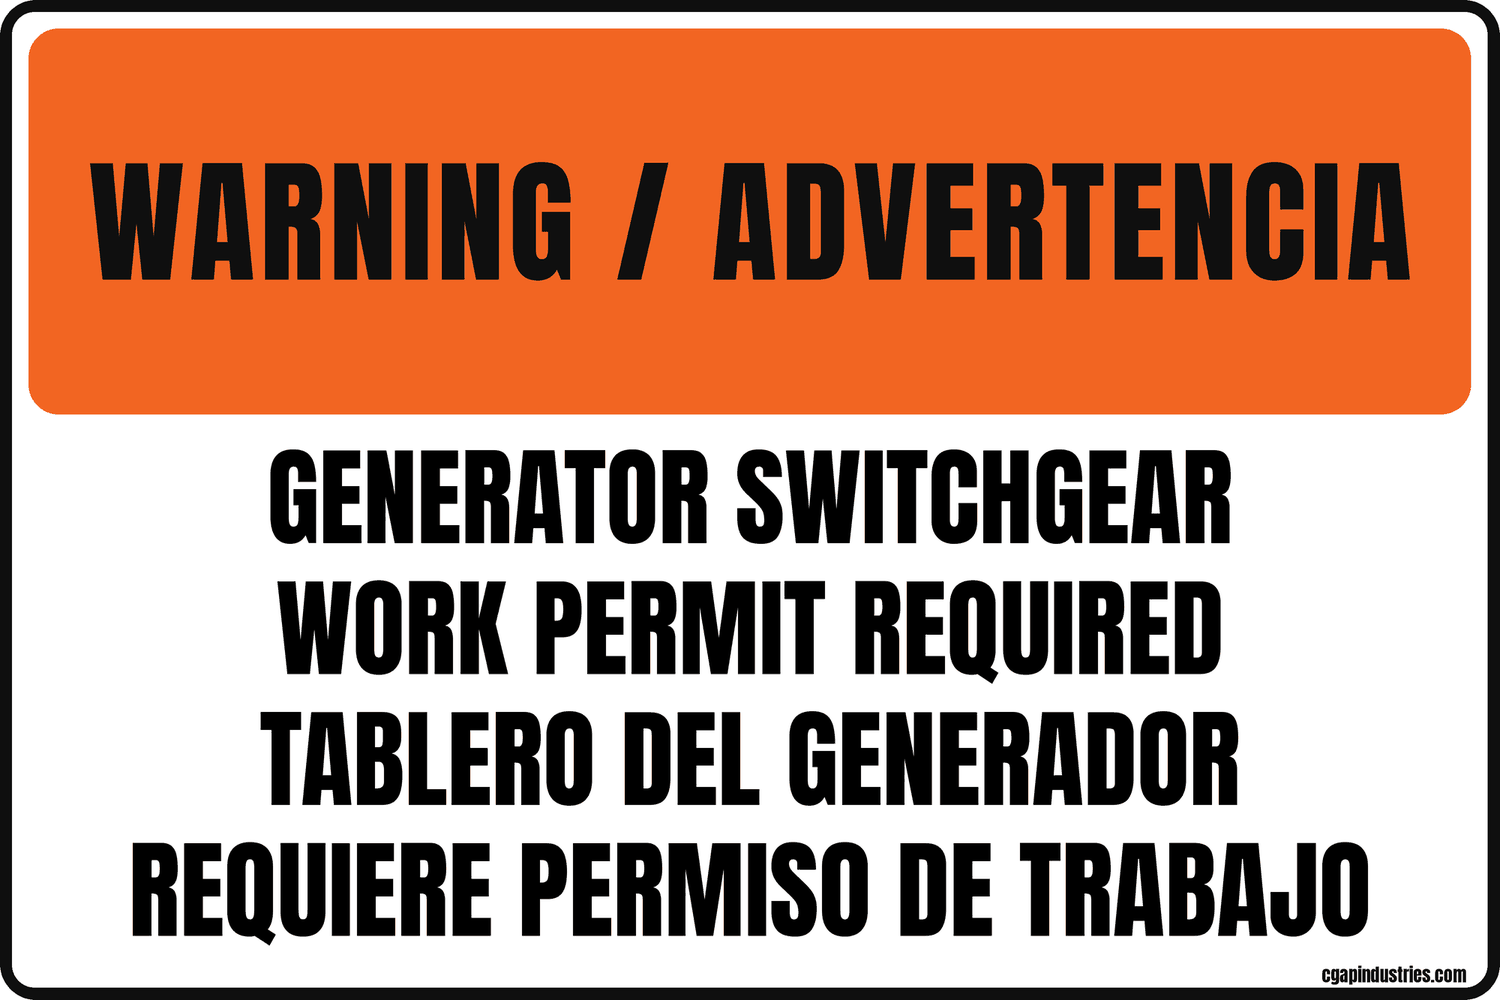 WARNING / ADVERTENCIA
GENERATOR SWITCHGEAR
WORK PERMIT REQUIRED
TABLERO DEL GENERADOR
REQUIERE PERMISO DE TRABAJO
cgapindustries.com